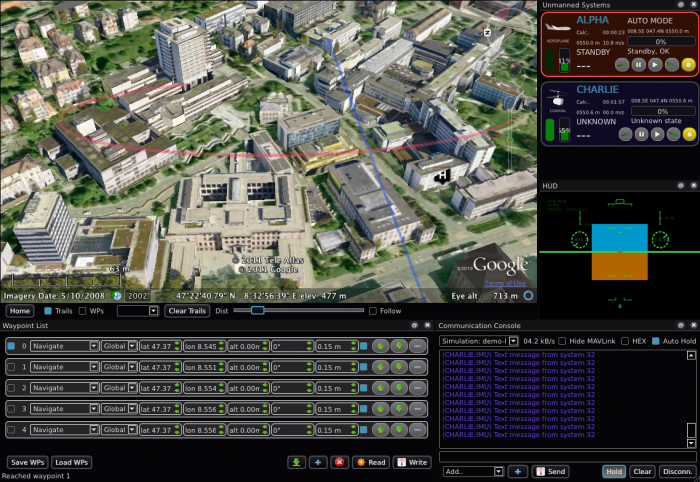 Unmanned Systems
ALPHA
AUTO MODE
Calc.. 00:00:23 008.5E 047.4N 0550.0 m
0550.0 m 10.8 m/s
0%
AEROPLANE
STANDBY
Standby, OK
---
CHARLIE
Calc.. 00:01:57 008.5E 047.4N 0550.6 m
0550.6 m 00.0 m/s
0%
COAXIAL
UNKNOWN
Unknown state
---
HUD
H
© 2011 Tele Atlas
© 2011 Google
63 m
Google
Terms of Use
Imagery Date: 5/10/2008 2002 47°22'40.79" N 8°32'56.39" E elev 477 m Eye alt 713 m
Home Trails WPs Clear Trails Dist Follow
Waypoint List
0 Navigate Global lat 47.37 lon 8.545 alt 0.00m 0° 0.15 m
1 Navigate Global lat 47.37 lon 8.551 alt 0.00m 0° 0.15 m
2 Navigate Global lat 47.37 lon 8.554 alt 0.00m 0° 0.15 m
3 Navigate Global lat 47.37 lon 8.556 alt 0.00m 0° 0.15 m
4 Navigate Global lat 47.37 lon 8.556 alt 0.00m 0° 0.15 m
Save WPs Load WPs Read Write
Reached waypoint 1
Communication Console
Simulation: demo-l 04.2 kB/s Hide MAVLink HEX Auto Hold
(CHARLIE:IMU) Text message from system 32
(CHARLIE:IMU) Text message from system 32
(CHARLIE:IMU) Text message from system 32
(CHARLIE:IMU) Text message from system 32
(CHARLIE:IMU) Text message from system 32
(CHARLIE:IMU) Text message from system 32
(CHARLIE:IMU) Text message from system 32
(CHARLIE:IMU) Text message from system 32
(CHARLIE:IMU) Text message from system 32
(CHARLIE:IMU) Text message from system 32
(CHARLIE:IMU) Text message from system 32
Add.. Send Hold Clear Disconn.